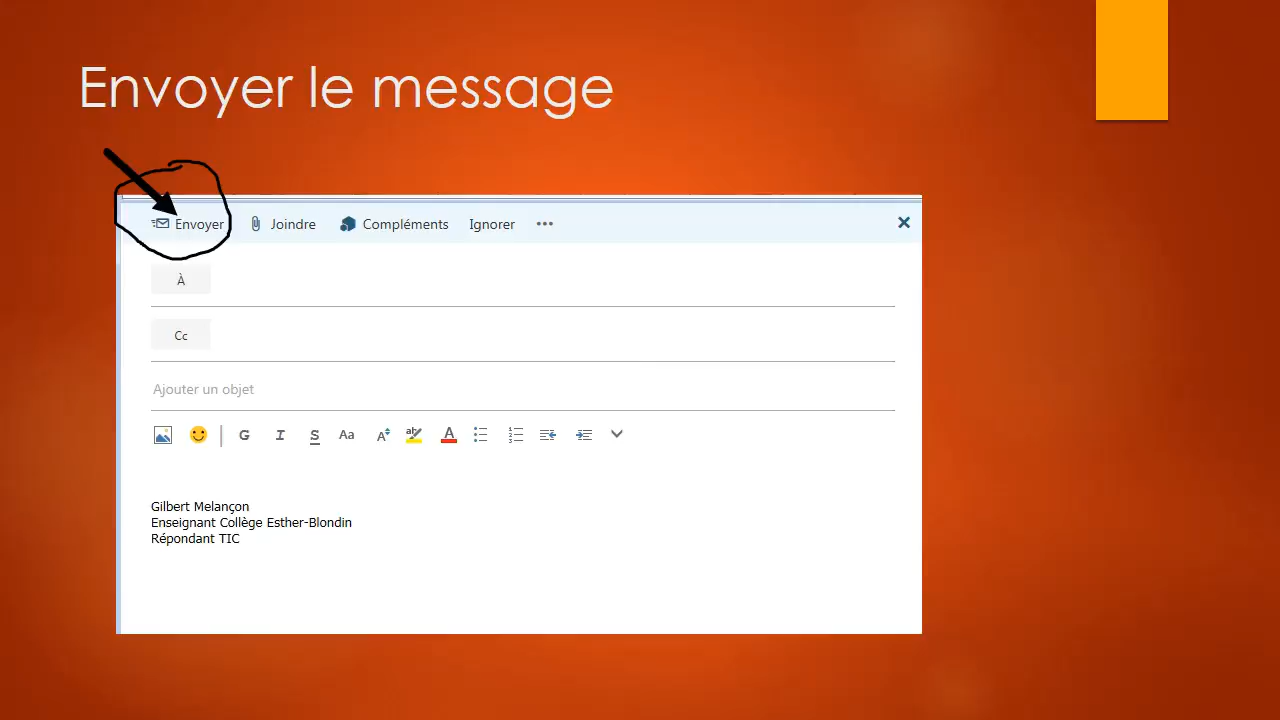 Envoyer le message
Envoyer Joindre Compléments Ignorer
À
Cc
Ajouter un objet
G I S Aa A ab A
Gilbert Melançon
Enseignant Collège Esther-Blondin
Répondant TIC